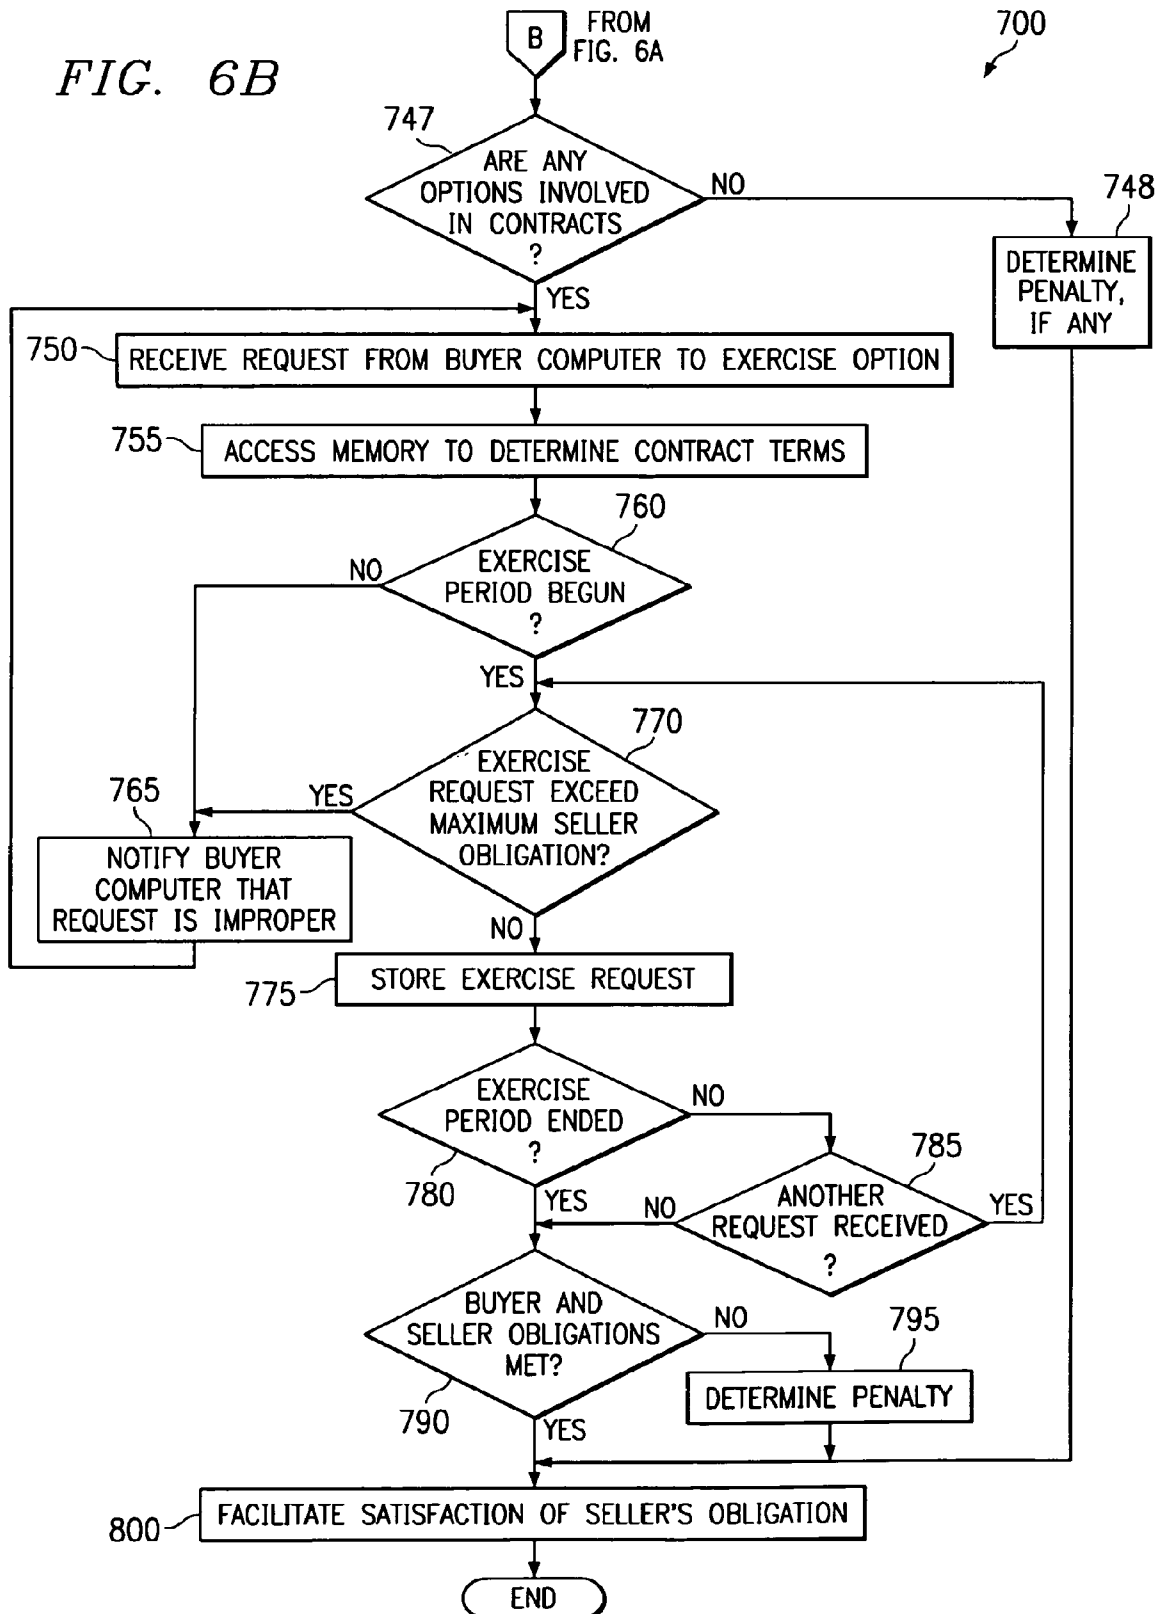 FIG. 6B
B
FROM
FIG. 6A
700
747
ARE ANY
OPTIONS INVOLVED
IN CONTRACTS
?
NO
748
DETERMINE
PENALTY,
IF ANY
YES
750
RECEIVE REQUEST FROM BUYER COMPUTER TO EXERCISE OPTION
755
ACCESS MEMORY TO DETERMINE CONTRACT TERMS
760
EXERCISE
PERIOD BEGUN
?
NO
YES
770
EXERCISE
REQUEST EXCEED
MAXIMUM SELLER
OBLIGATION?
YES
765
NOTIFY BUYER
COMPUTER THAT
REQUEST IS IMPROPER
NO
775
STORE EXERCISE REQUEST
EXERCISE
PERIOD ENDED
?
780
NO
YES
785
ANOTHER
REQUEST RECEIVED
?
NO
YES
BUYER AND
SELLER OBLIGATIONS
MET?
790
NO
YES
795
DETERMINE PENALTY
800
FACILITATE SATISFACTION OF SELLER'S OBLIGATION
END